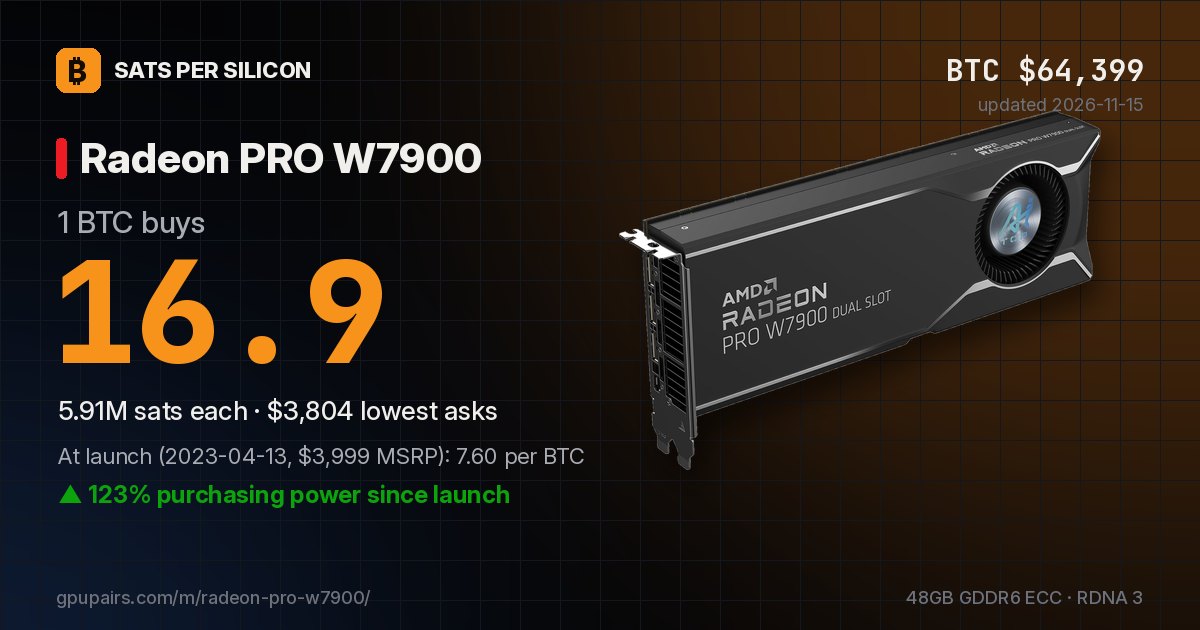 SATS PER SILICON
BTC $64,399
updated 2026-11-15
Radeon PRO W7900
1 BTC buys
16.9
5.91M sats each · $3,804 lowest asks
At launch (2023-04-13, $3,999 MSRP): 7.60 per BTC
▲ 123% purchasing power since launch
AMD
RADEON
PRO W7900 DUAL SLOT
gpupairs.com/m/radeon-pro-w7900/
48GB GDDR6 ECC · RDNA 3